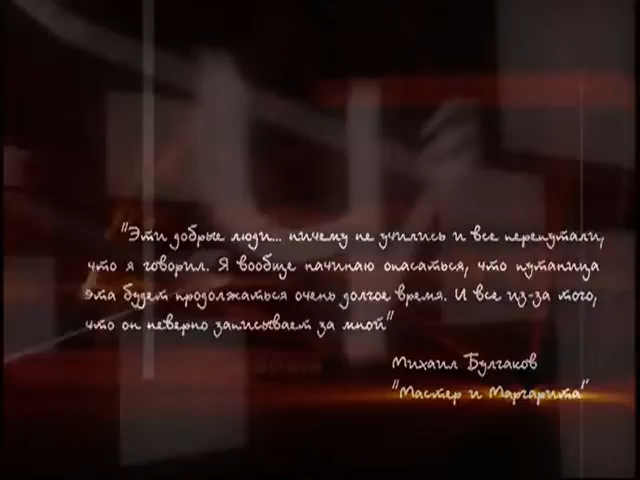 "Эти добрые люди... ничему не учились и все перепутали,
что я говорил. Я вообще начинаю опасаться, что путаница
эта будет продолжаться очень долгое время. И все из-за того,
что он неверно записывает за мной"
Михаил Булгаков
"Мастер и Маргарита"